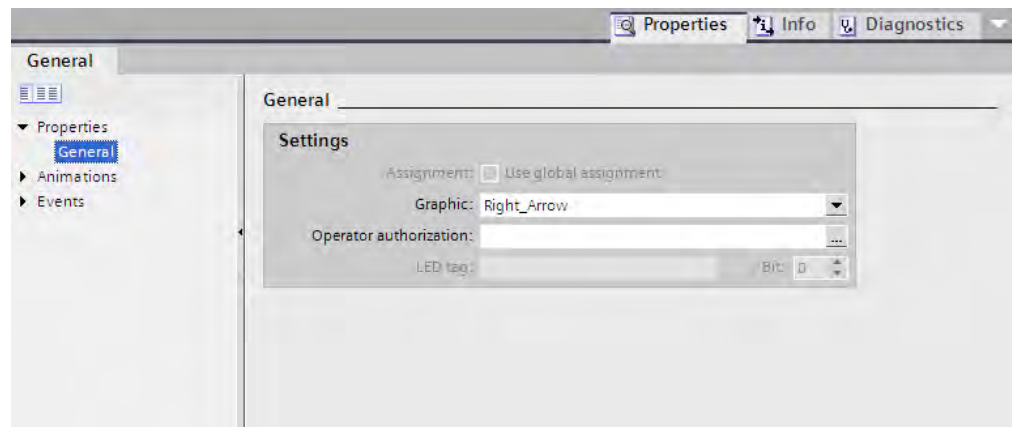 Properties Info Diagnostics
General
General
Properties
General
Animations
Events
Settings
Assignment: Use global assignment
Graphic: Right_Arrow
Operator authorization: ...
LED tag: Bit: 0